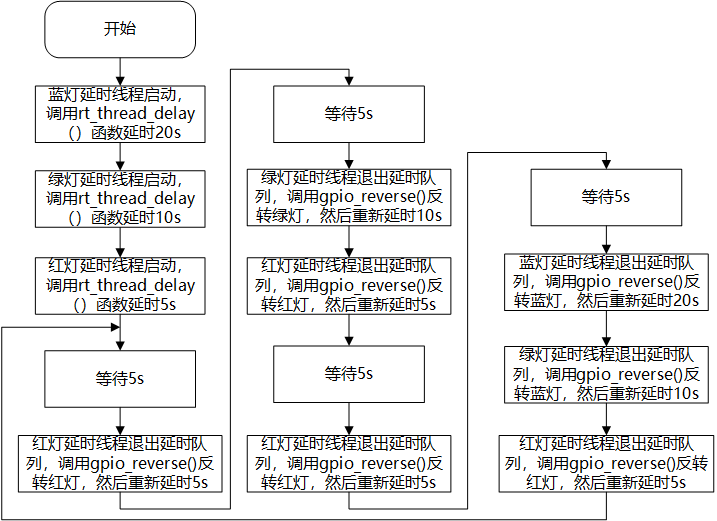 开始
蓝灯延时线程启动，
调用rt_thread_delay
（）函数延时20s
绿灯延时线程启动，
调用rt_thread_delay
（）函数延时10s
红灯延时线程启动，
调用rt_thread_delay
（）函数延时5s
等待5s
红灯延时线程退出延时队
列，调用gpio_reverse()反
转红灯，然后重新延时5s
等待5s
绿灯延时线程退出延时队
列，调用gpio_reverse()反
转绿灯，然后重新延时10s
红灯延时线程退出延时队
列，调用gpio_reverse()反
转红灯，然后重新延时5s
等待5s
红灯延时线程退出延时队
列，调用gpio_reverse()反
转红灯，然后重新延时5s
等待5s
蓝灯延时线程退出延时队
列，调用gpio_reverse()反
转蓝灯，然后重新延时20s
绿灯延时线程退出延时队
列，调用gpio_reverse()反
转蓝灯，然后重新延时10s
红灯延时线程退出延时队
列，调用gpio_reverse()反转
红灯，然后重新延时5s